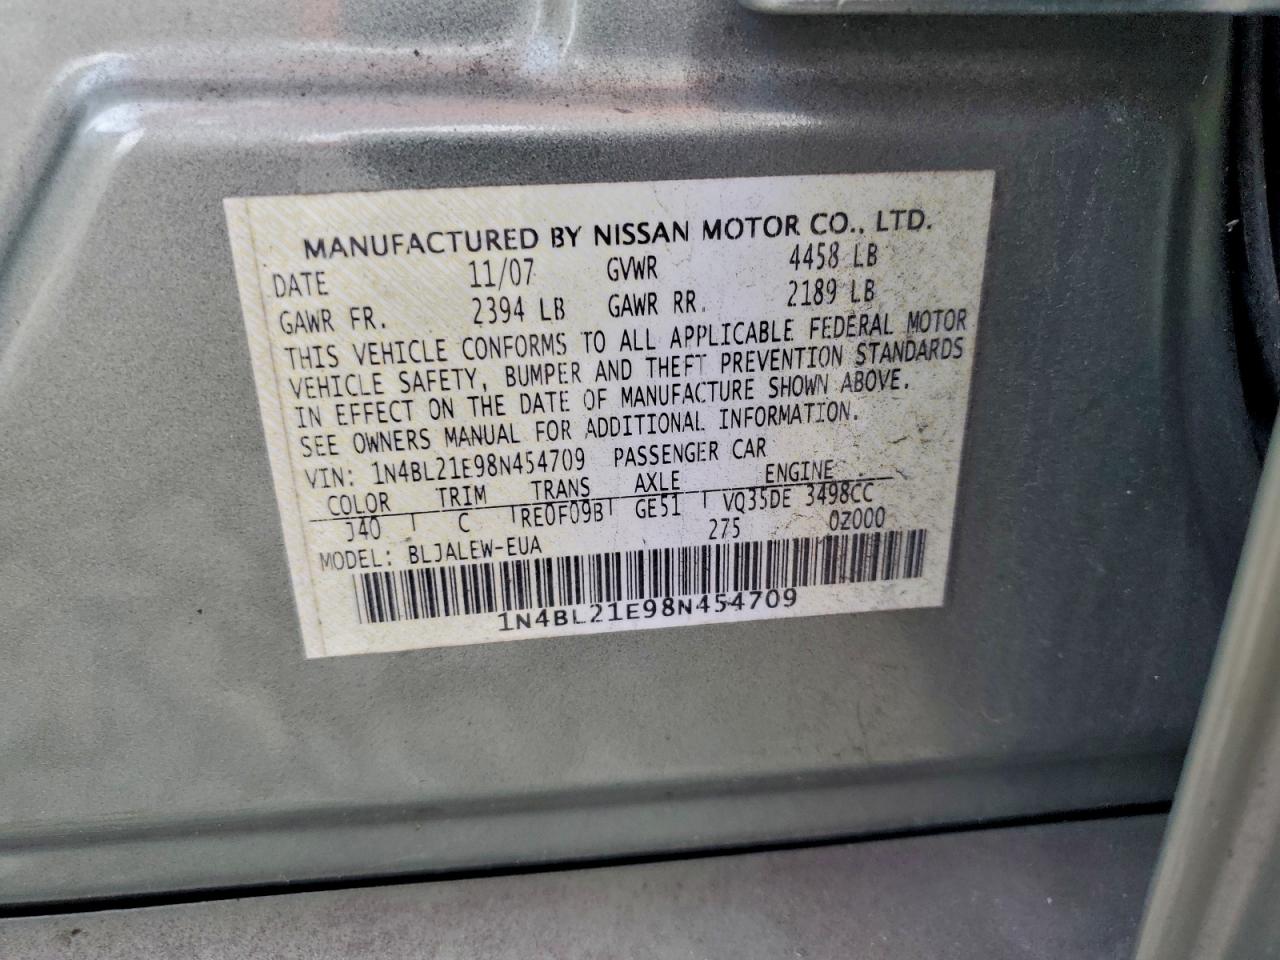 MANUFACTURED BY NISSAN MOTOR CO., LTD.
DATE 11/07 GVWR 4458 LB
GAWR FR. 2394 LB GAWR RR. 2189 LB
THIS VEHICLE CONFORMS TO ALL APPLICABLE FEDERAL MOTOR
VEHICLE SAFETY, BUMPER AND THEFT PREVENTION STANDARDS
IN EFFECT ON THE DATE OF MANUFACTURE SHOWN ABOVE.
SEE OWNERS MANUAL FOR ADDITIONAL INFORMATION.
VIN: 1N4BL21E98N454709 PASSENGER CAR
COLOR TRIM TRANS AXLE ENGINE
J40 C RE0F09B GE51 VQ35DE 3498CC
275 0Z000
MODEL: BLJALEW-EUA
1N4BL21E98N454709